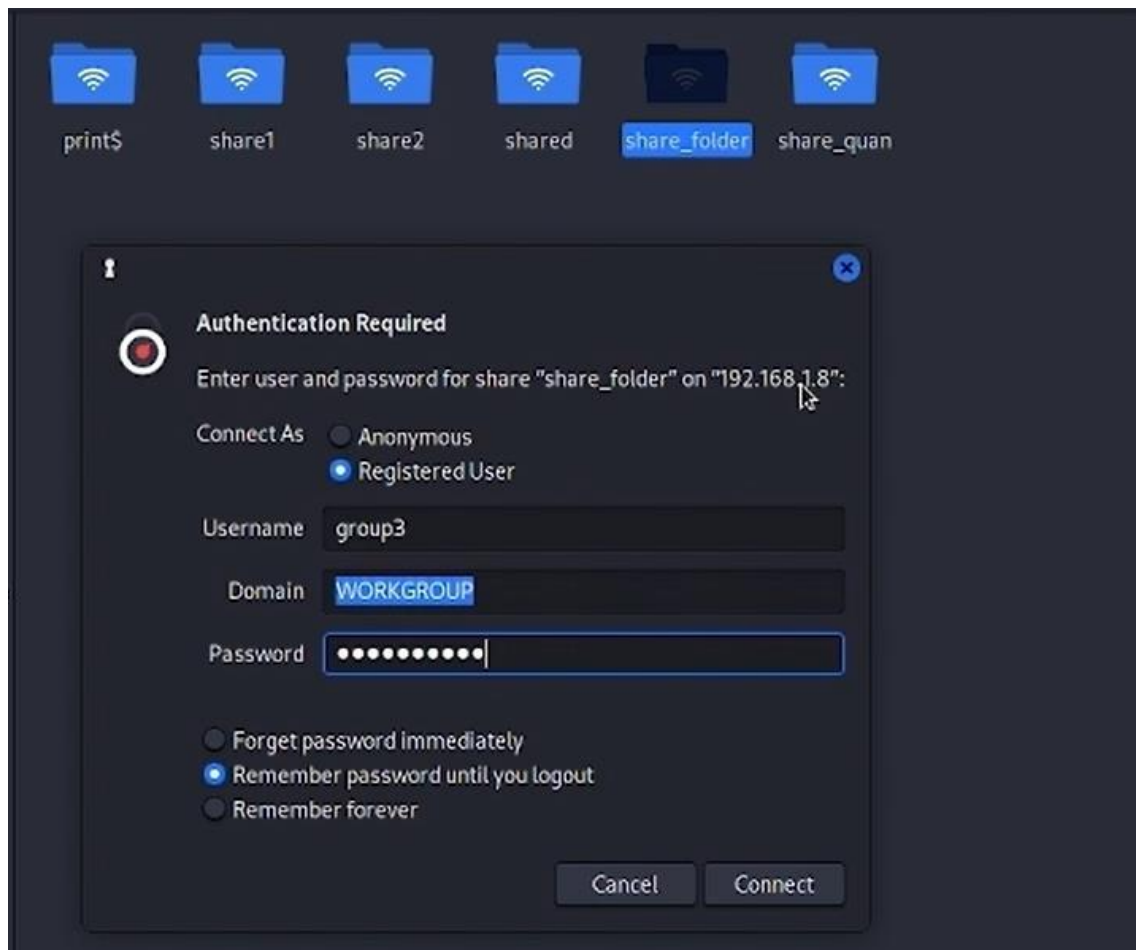 print$ share1 share2 shared share_folder share_quan
Authentication Required
Enter user and password for share "share_folder" on "192.168.1.8":
Connect As Anonymous
Registered User
Username group3
Domain WORKGROUP
Password ●●●●●●●●●●
Forget password immediately
Remember password until you logout
Remember forever
Cancel Connect